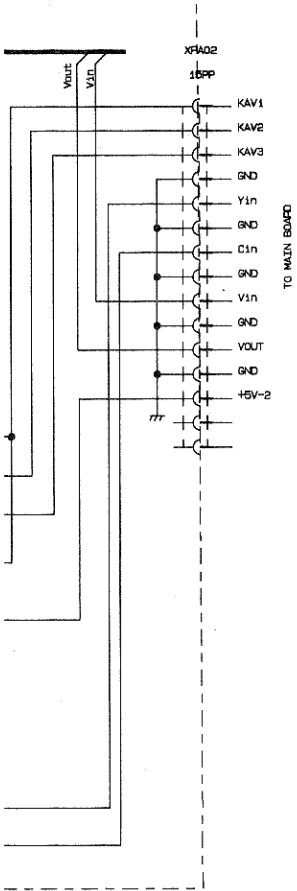 XPA02
15PP
Vout
Vin
KAV1
KAV2
KAV3
GND
Yin
GND
Cin
GND
Vin
GND
VOUT
GND
+5V-2
TO MAIN BOARD